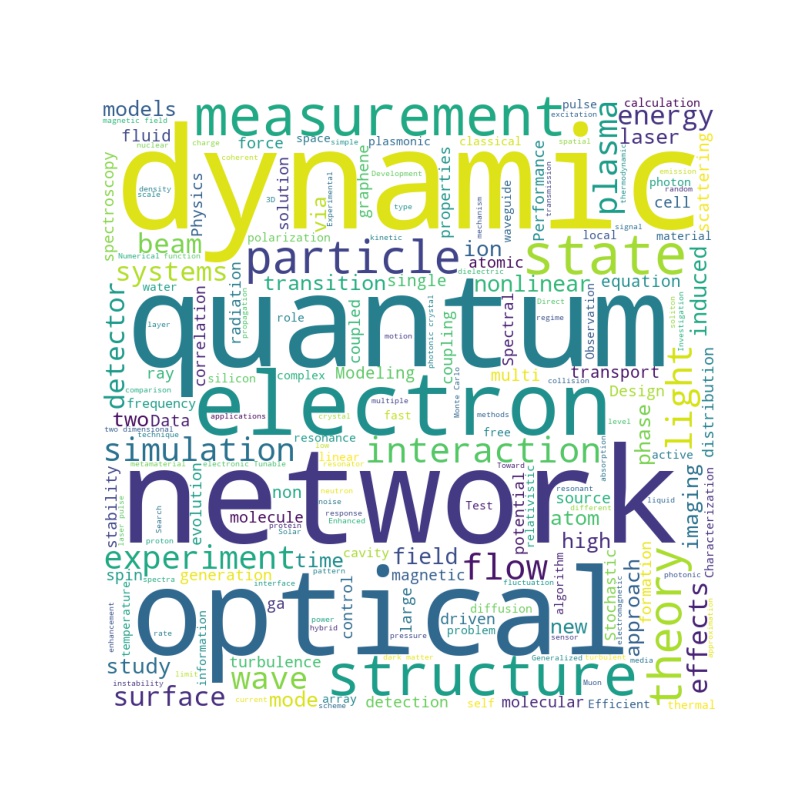 models
magnetic field
measurement
pulse
excitation
calculation
energy
fluid
nuclear
charge
force
space
simple
plasmonic
classical
spatial
laser
plasma
scattering
dynamic
spectroscopy
coherent
density
scale
Physics
3D
solution
Experimental
via
Development
type
graphene
properties
mechanism
waveguide
Performance
transmission
thermodynamic
emission
photon
random
cell
signal
local
material
beam
Numerical function
polarization
kinetic
particle
ion
atomic
dielectric
state
systems
water
radiation
propagation
transition
single
nonlinear
equation
induced
detector
layer
correlation
role
coupled
motion
photonic crystal
coupling
Spectral
Direct
regime
Observation
soliton
Investigation
quantum
ray
silicon
complex
Modeling
multi
collision
transport
light
distribution
frequency
comparison
electron
applications
multiple
fast
Monte Carlo
methods
Design
level
phase
two
Data
two dimensional
technique
crystal
free
simulation
resonance
linear
low
interaction
absorption
active
metamaterial
electronic
Tunable
resonator
Toward
resonant
different
liquid
imaging
Characterization
stability
laser pulse
Search
evolution
non
neutron
noise
network
Test
potential
relativistic
source
molecule
protein
response
Enhanced
Solar
atom
proton
high
experiment
time
cavity
field
flow
algorithm
Stochastic
electromagnetic
approach
formation
theory
photonic
effects
spin
spectra
generation
interface
pattern
magnetic
fluctuation
enhancement
temperature
information
rate
ga
power
hybrid
control
large
pressure
driven
problem
diffusion
sensor
new
optical
study
instability
limit
turbulence
dark matter
Generalized
turbulent
media
wave
structure
Muon
surface
current
mode
scheme
array
detection
self
molecular
Efficient
thermal